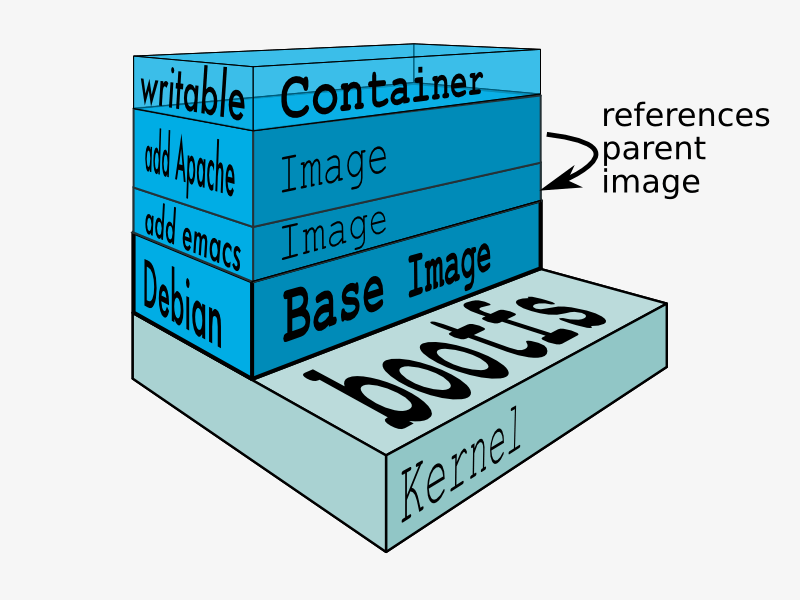 writable Container
add Apache Image
add emacs Image
Debian Base Image
bootfs
Kernel
references
parent
image